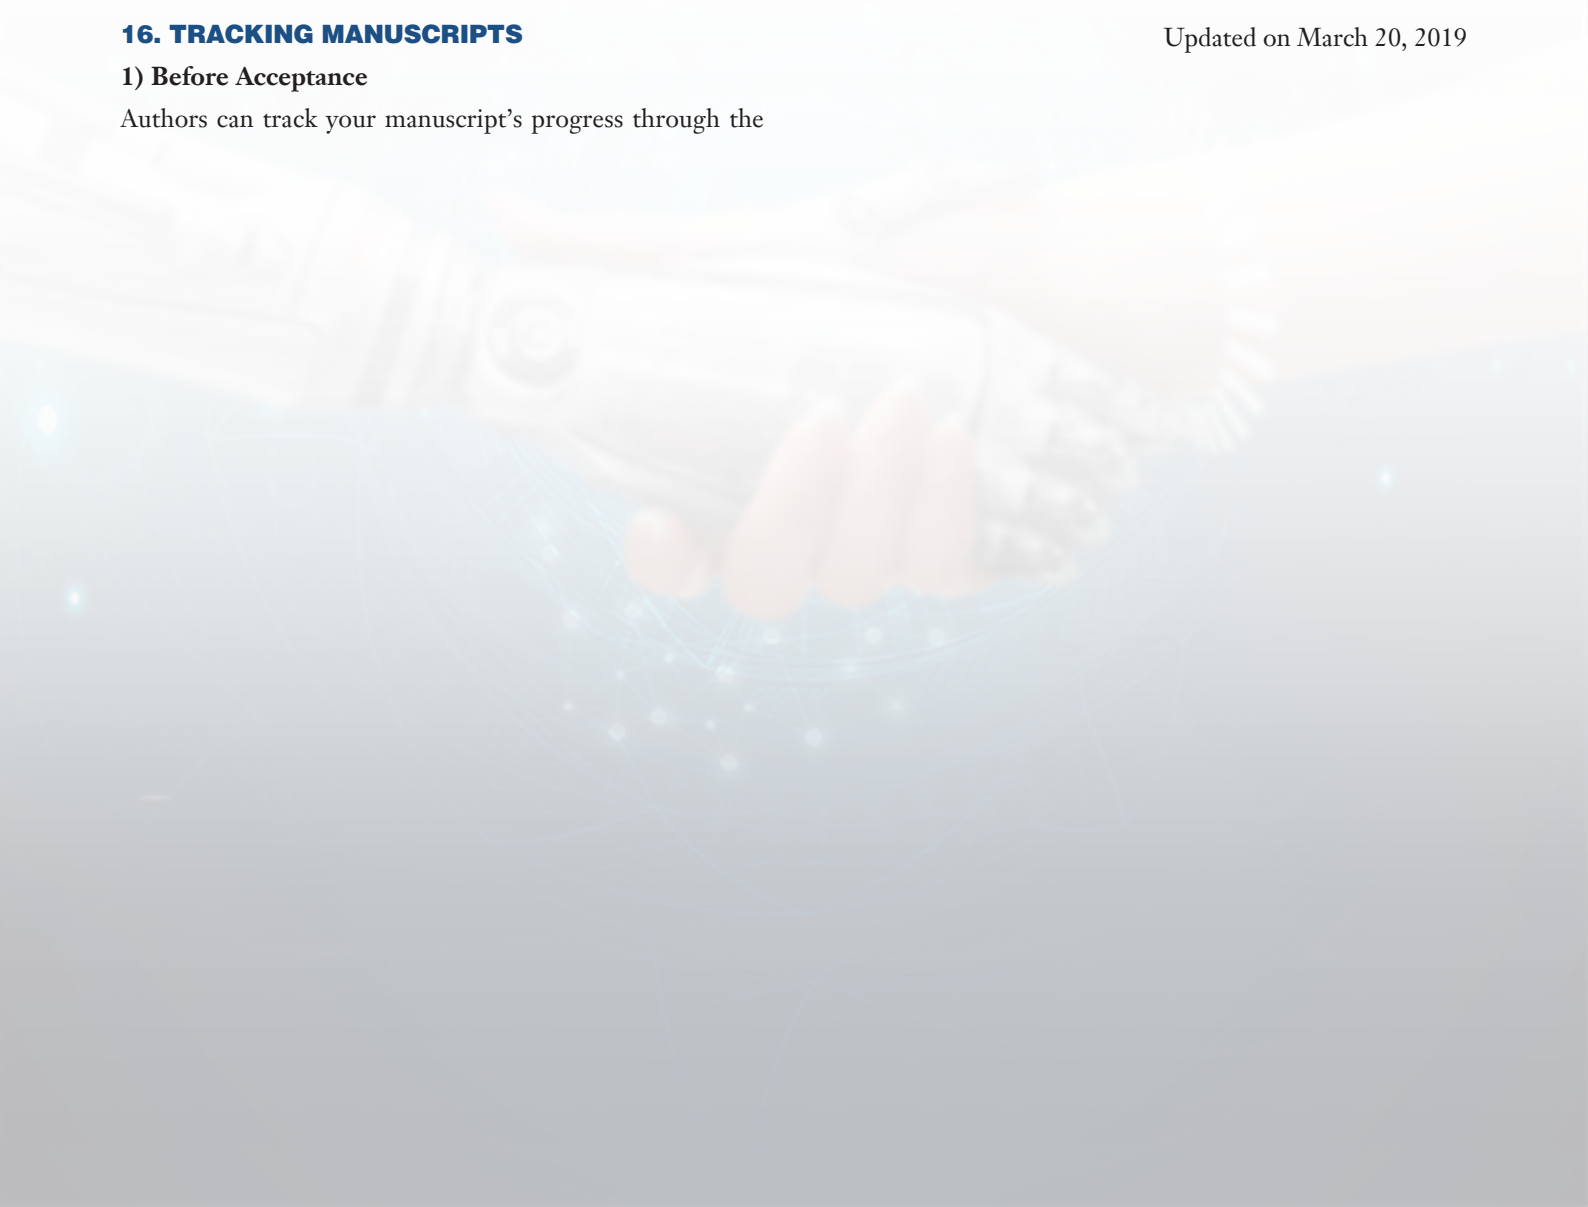 16. TRACKING MANUSCRIPTS
1) Before Acceptance
Authors can track your manuscript’s progress through the
Updated on March 20, 2019